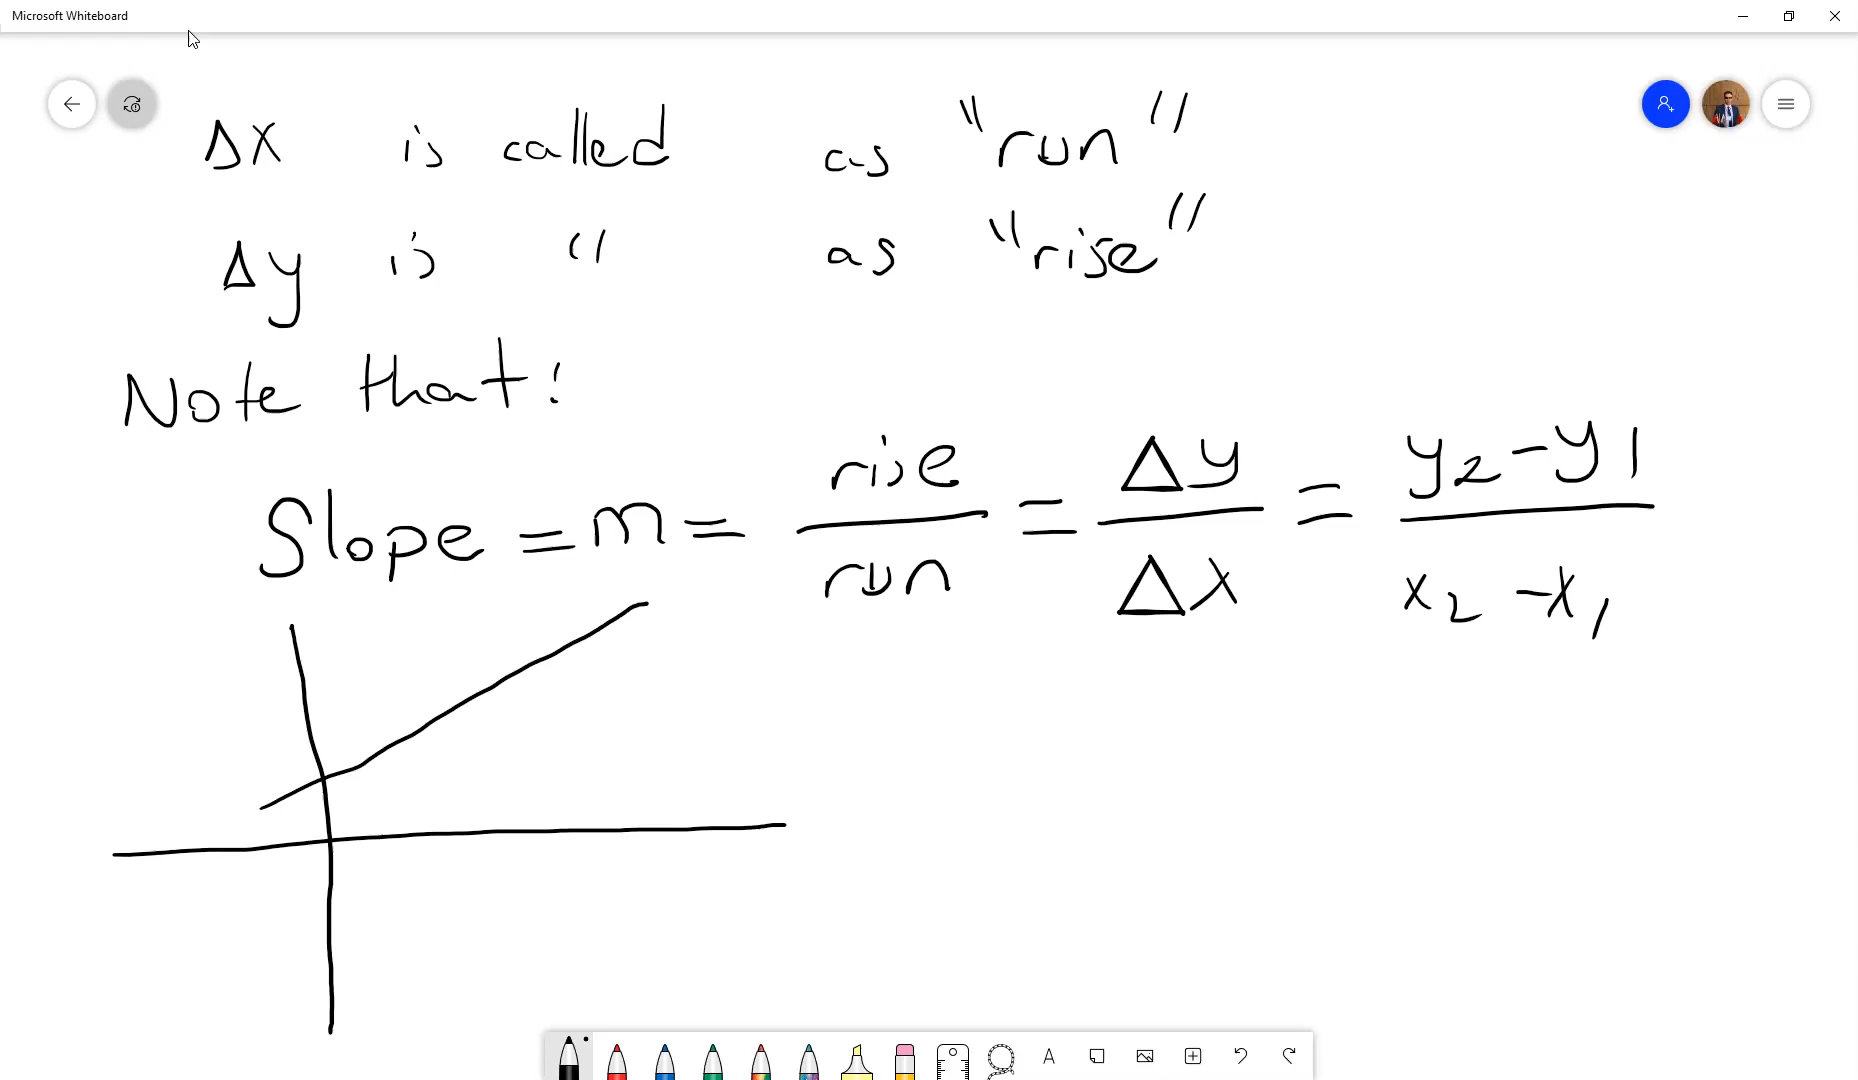 Microsoft Whiteboard
Δx is called as "run"
Δy is " as "rise"
Note that:
Slope = m = rise/run = Δy/Δx = y2-y1/x2-x1
A